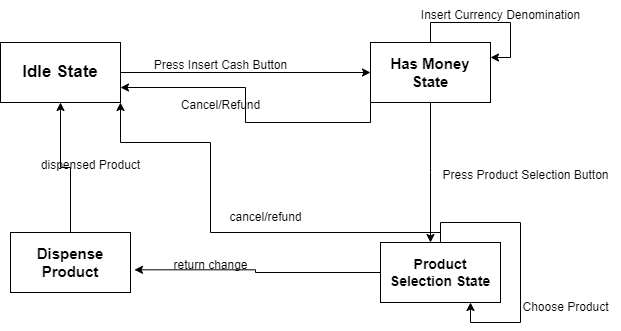 Insert Currency Denomination
Idle State
Press Insert Cash Button
Has Money
State
Cancel/Refund
dispensed Product
Press Product Selection Button
cancel/refund
Dispense
Product
return change
Product
Selection State
Choose Product